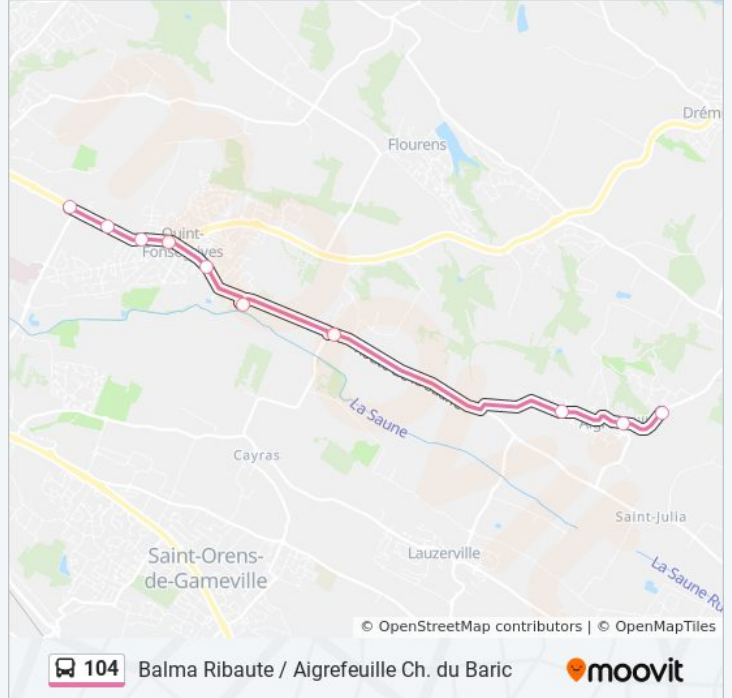 Drém
Flourens
Quint-
Fonsegrives
La Saune
Cayras
Saint-Julia
Saint-Orens-
de-Gameville
Lauzerville
La Saune Ru
© OpenStreetMap contributors | © OpenMapTiles
104 Balma Ribaute / Aigrefeuille Ch. du Baric moovit